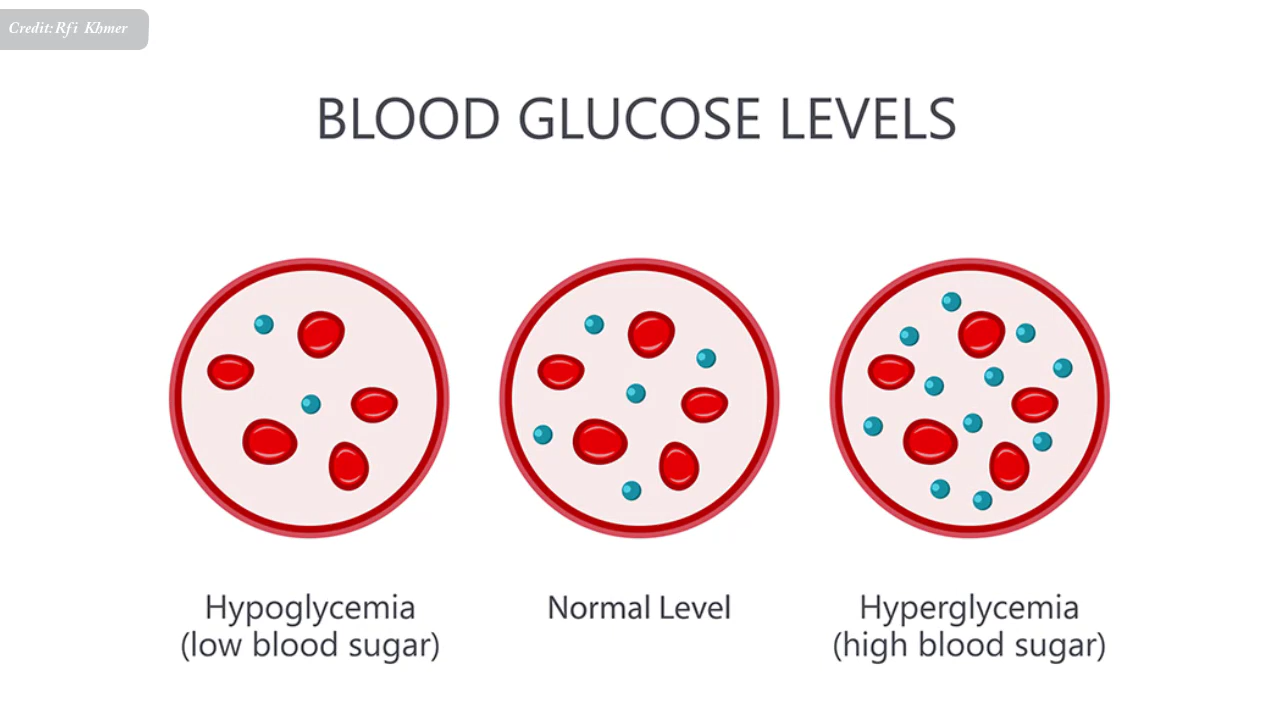 Credit:Rfi Khmer
BLOOD GLUCOSE LEVELS
Hypoglycemia
(low blood sugar)
Normal Level
Hyperglycemia
(high blood sugar)